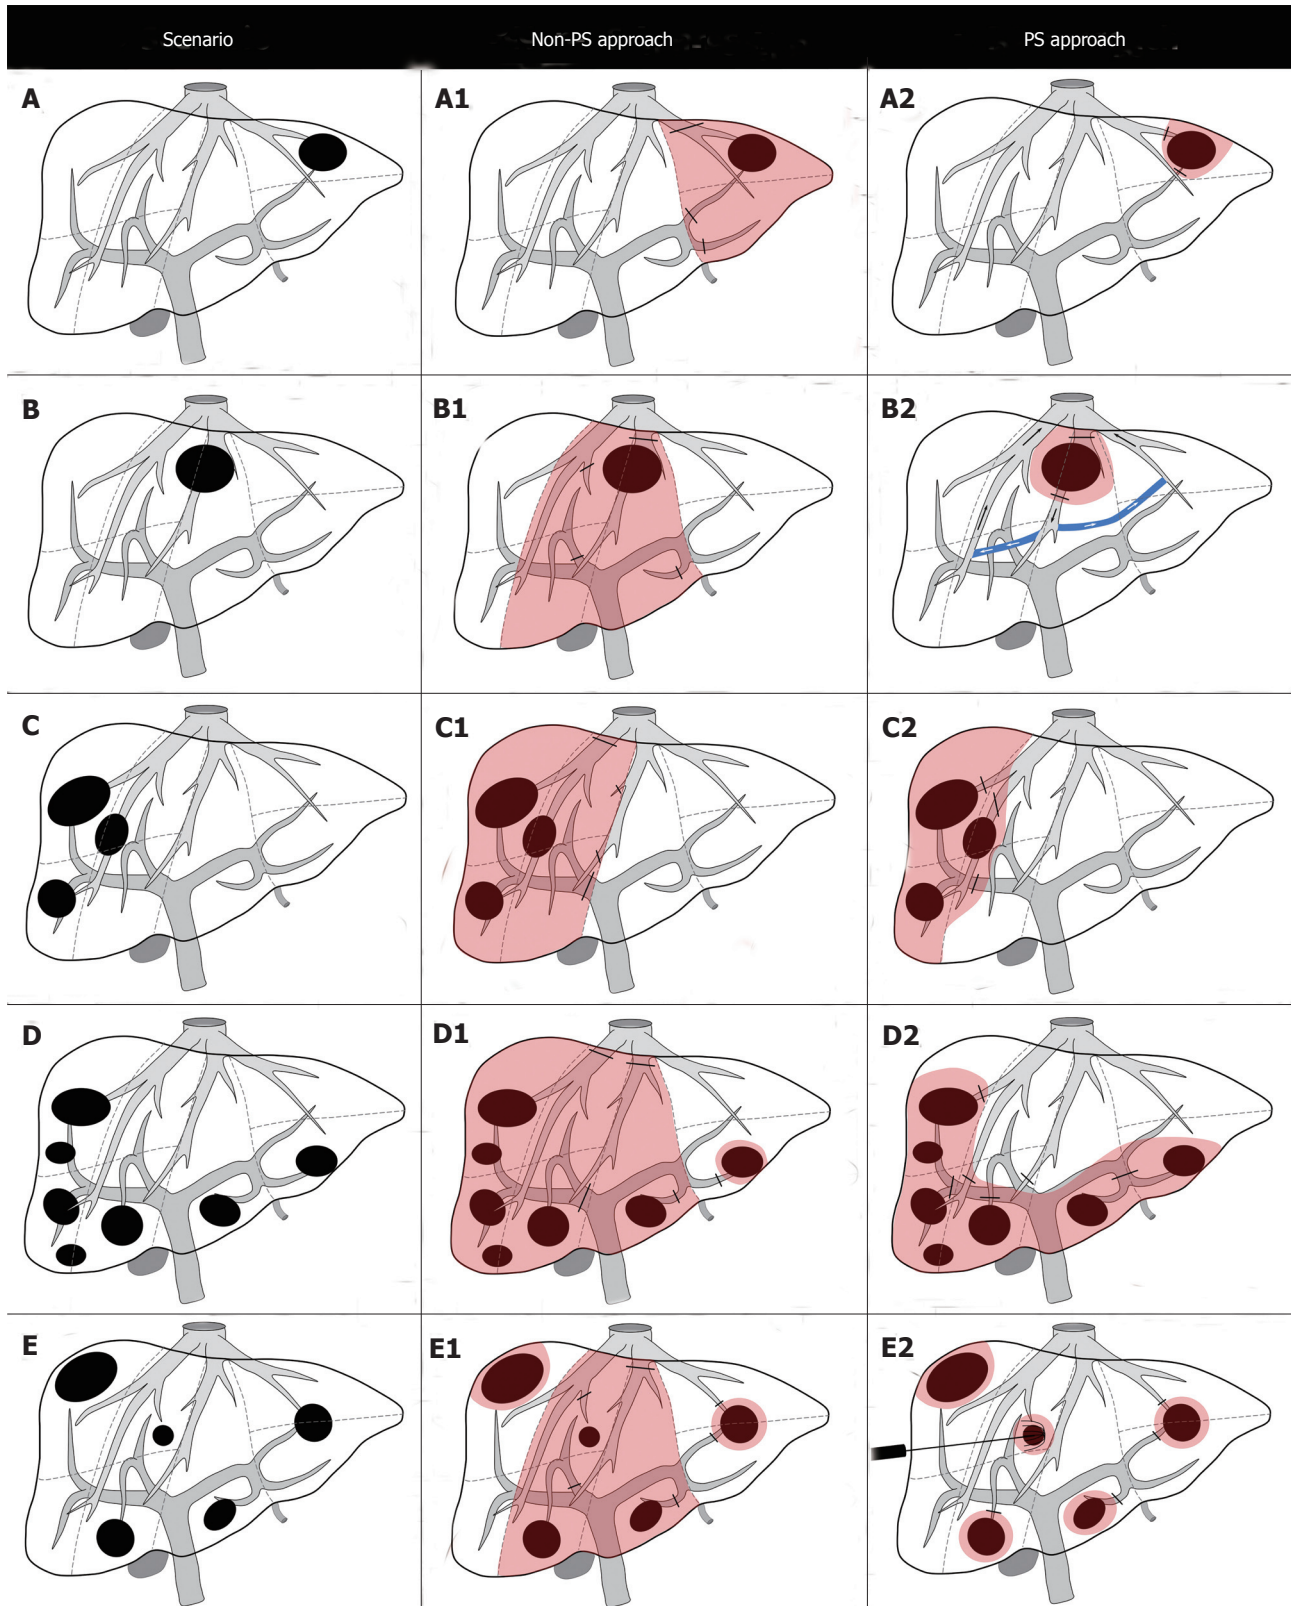 Scenario Non-PS approach PS approach
A A1 A2
B B1 B2
C C1 C2
D D1 D2
E E1 E2